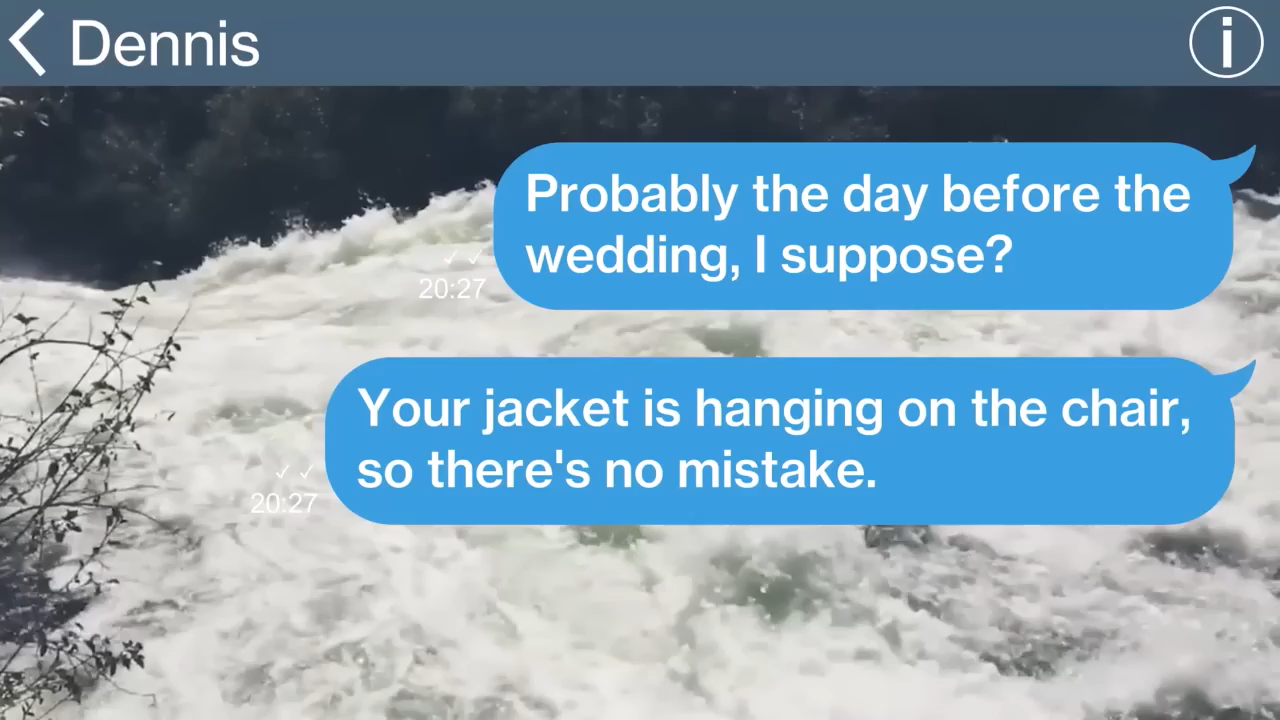 Dennis
i
Probably the day before the
wedding, I suppose?
20:27
Your jacket is hanging on the chair,
so there's no mistake.
20:27